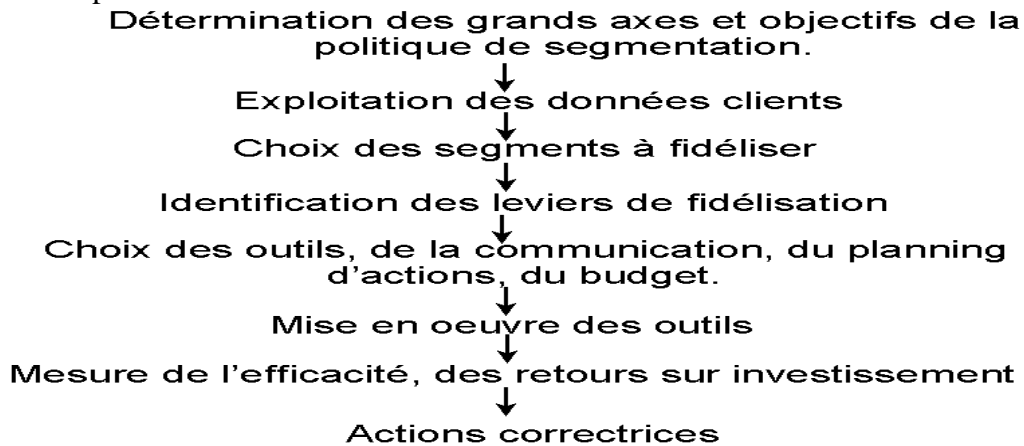 Détermination des grands axes et objectifs de la
politique de segmentation.
Exploitation des données clients
Choix des segments à fidéliser
Identification des leviers de fidélisation
Choix des outils, de la communication, du planning
d'actions, du budget.
Mise en oeuvre des outils
Mesure de l'efficacité, des retours sur investissement
Actions correctrices